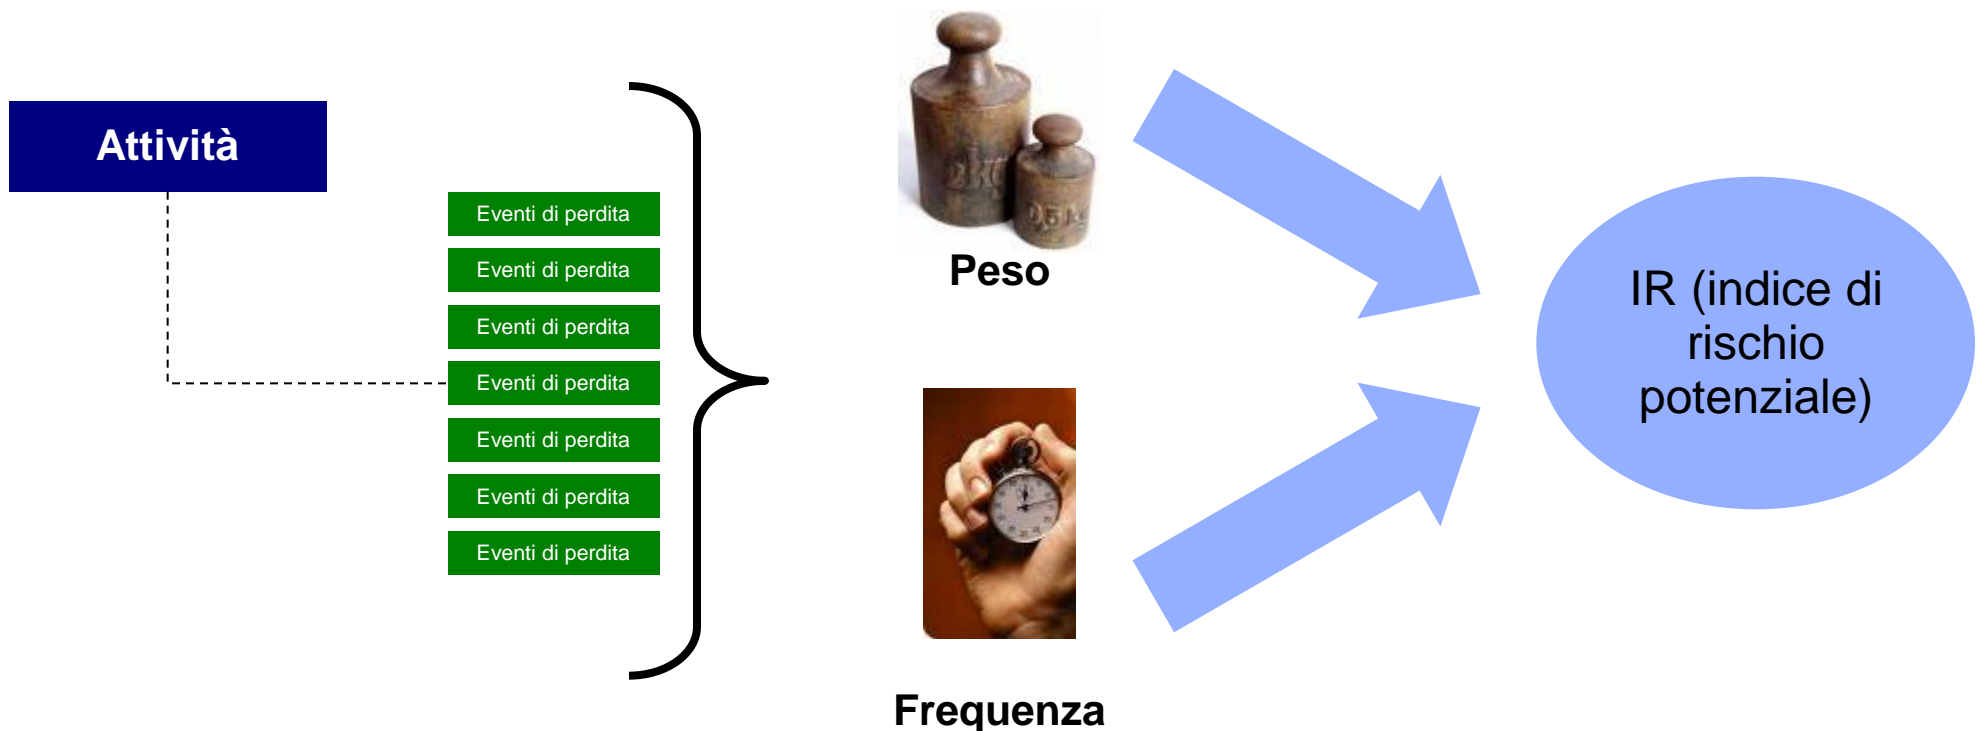 Attività
Eventi di perdita
Eventi di perdita
Eventi di perdita
Eventi di perdita
Eventi di perdita
Eventi di perdita
Eventi di perdita
Peso
Frequenza
IR (indice di
rischio
potenziale)